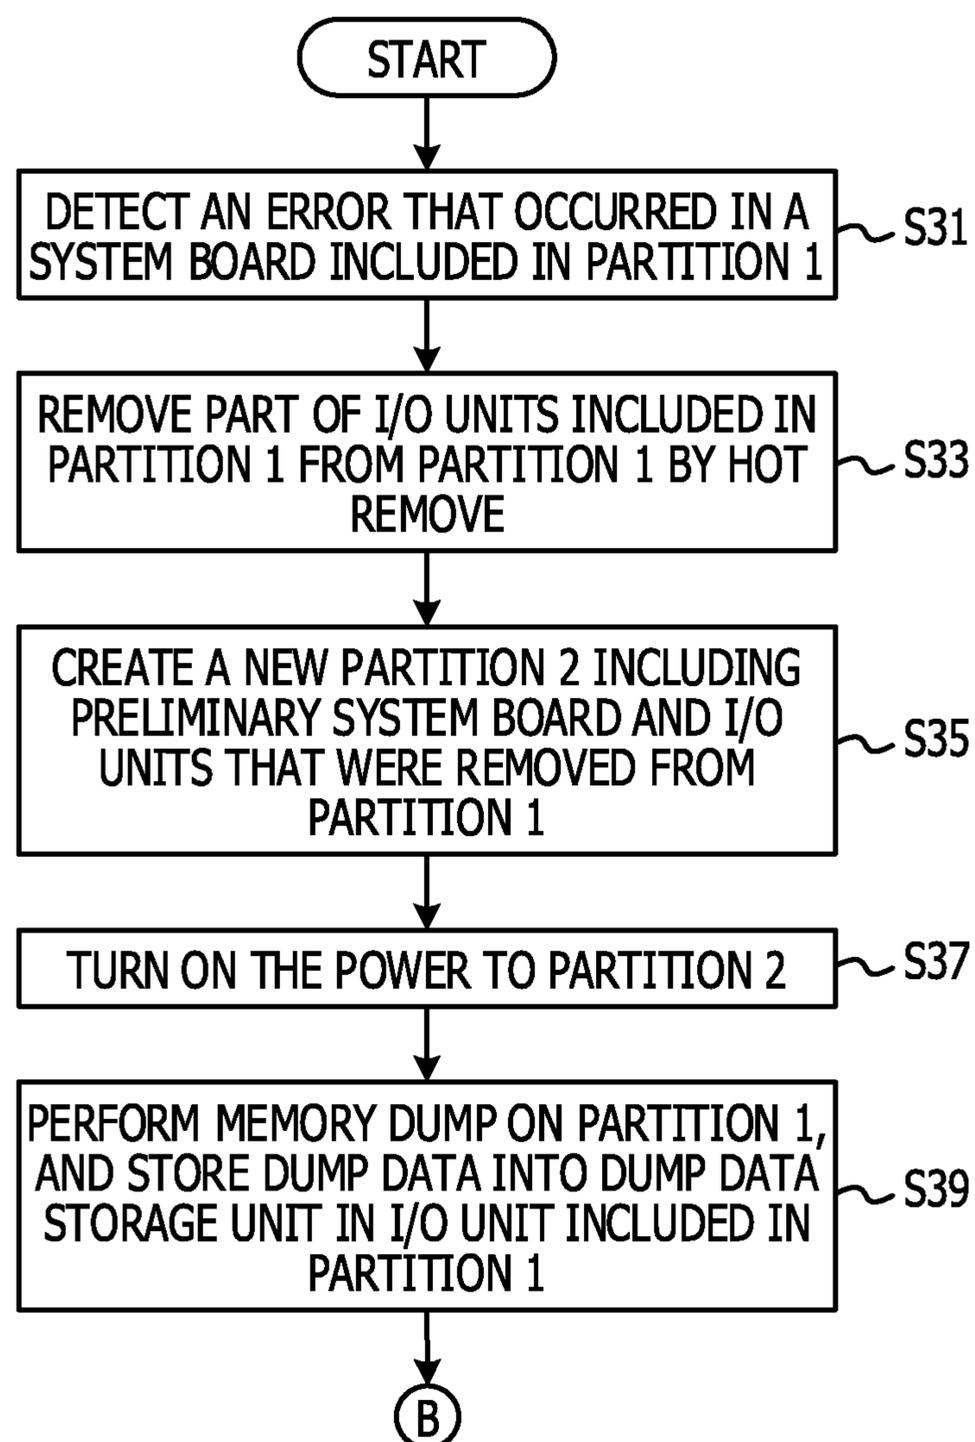 START
DETECT AN ERROR THAT OCCURRED IN A
SYSTEM BOARD INCLUDED IN PARTITION 1
S31
REMOVE PART OF I/O UNITS INCLUDED IN
PARTITION 1 FROM PARTITION 1 BY HOT
REMOVE
S33
CREATE A NEW PARTITION 2 INCLUDING
PRELIMINARY SYSTEM BOARD AND I/O
UNITS THAT WERE REMOVED FROM
PARTITION 1
S35
TURN ON THE POWER TO PARTITION 2
S37
PERFORM MEMORY DUMP ON PARTITION 1,
AND STORE DUMP DATA INTO DUMP DATA
STORAGE UNIT IN I/O UNIT INCLUDED IN
PARTITION 1
S39
B